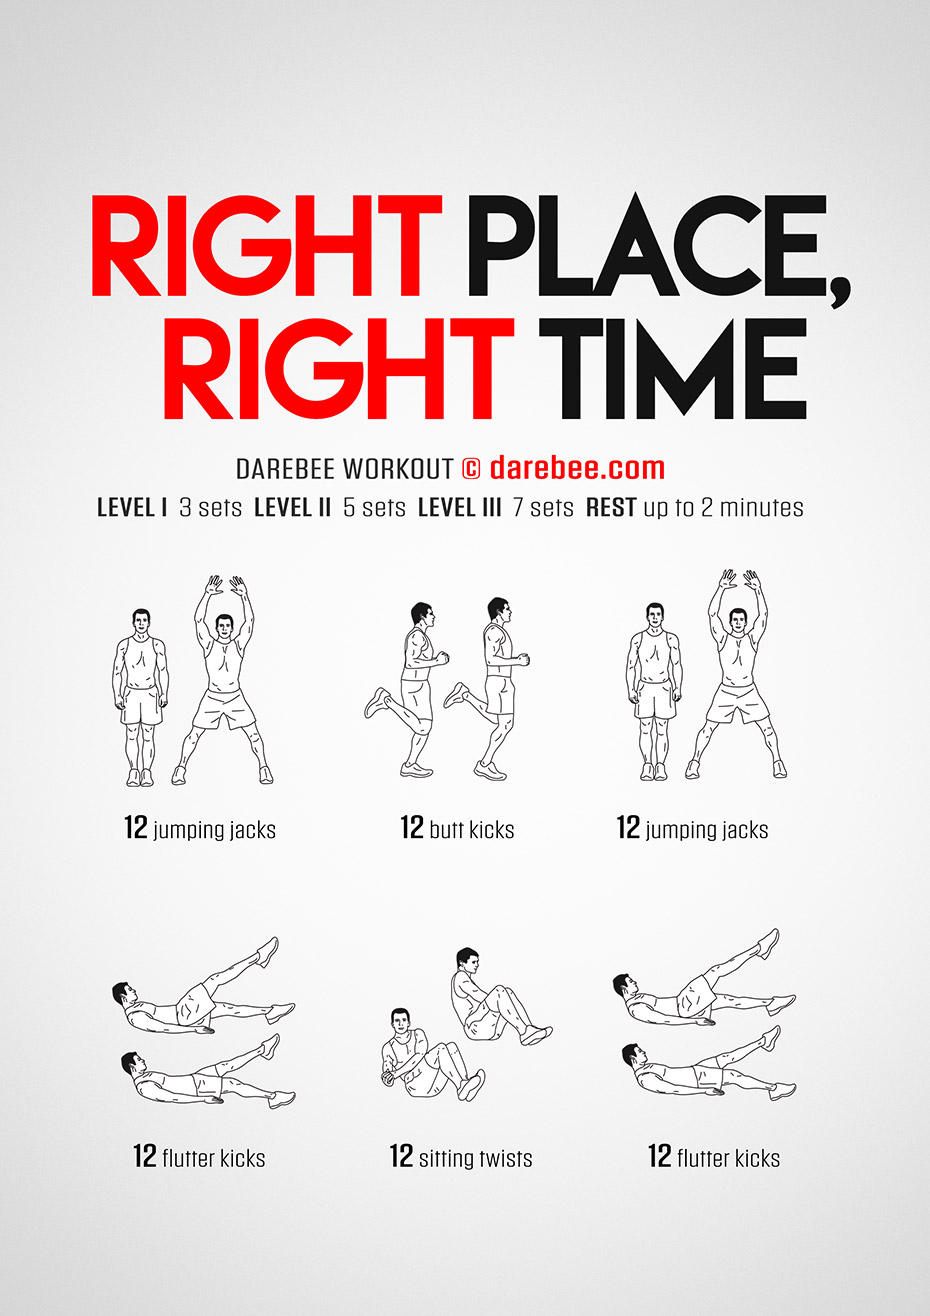 RIGHT PLACE,
RIGHT TIME
DAREBEE WORKOUT © darebee.com
LEVEL I 3 sets LEVEL II 5 sets LEVEL III 7 sets REST up to 2 minutes
12 jumping jacks
12 butt kicks
12 jumping jacks
12 flutter kicks
12 sitting twists
12 flutter kicks